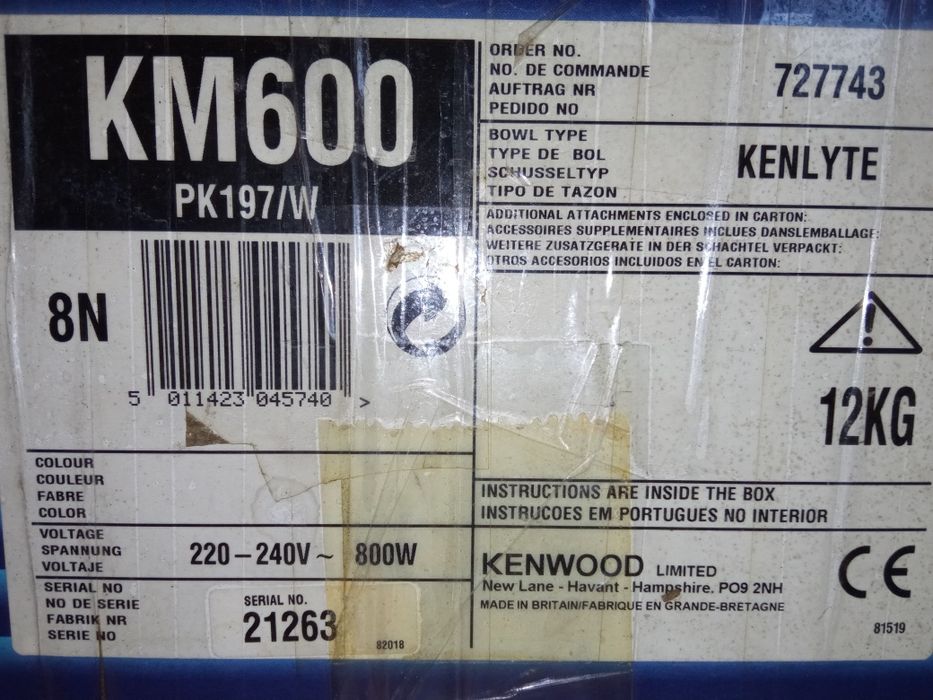 KM600
PK197/W
8N
5 011423 045740 >
COLOUR
COULEUR
FABRE
COLOR
VOLTAGE
SPANNUNG
VOLTAJE
220-240V~ 800W
SERIAL NO
NO DE SERIE
FABRIK NR
SERIE NO
SERIAL NO.
21263
82018
ORDER NO.
NO. DE COMMANDE
AUFTRAG NR
PEDIDO NO
727743
BOWL TYPE
TYPE DE BOL
SCHUSSELTYP
TIPO DE TAZON
KENLYTE
ADDITIONAL ATTACHMENTS ENCLOSED IN CARTON:
ACCESSOIRES SUPPLEMENTAIRES INCLUES DANSLEMBALLAGE:
WEITERE ZUSATZGERATE IN DER SCHACHTEL VERPACKT:
OTROS ACCESORIOS INCLUIDOS EN EL CARTON:
12KG
INSTRUCTIONS ARE INSIDE THE BOX
INSTRUCOES EM PORTUGUES NO INTERIOR
KENWOOD LIMITED
New Lane - Havant - Hampshire. PO9 2NH
MADE IN BRITAIN/FABRIQUE EN GRANDE-BRETAGNE
CE
81519